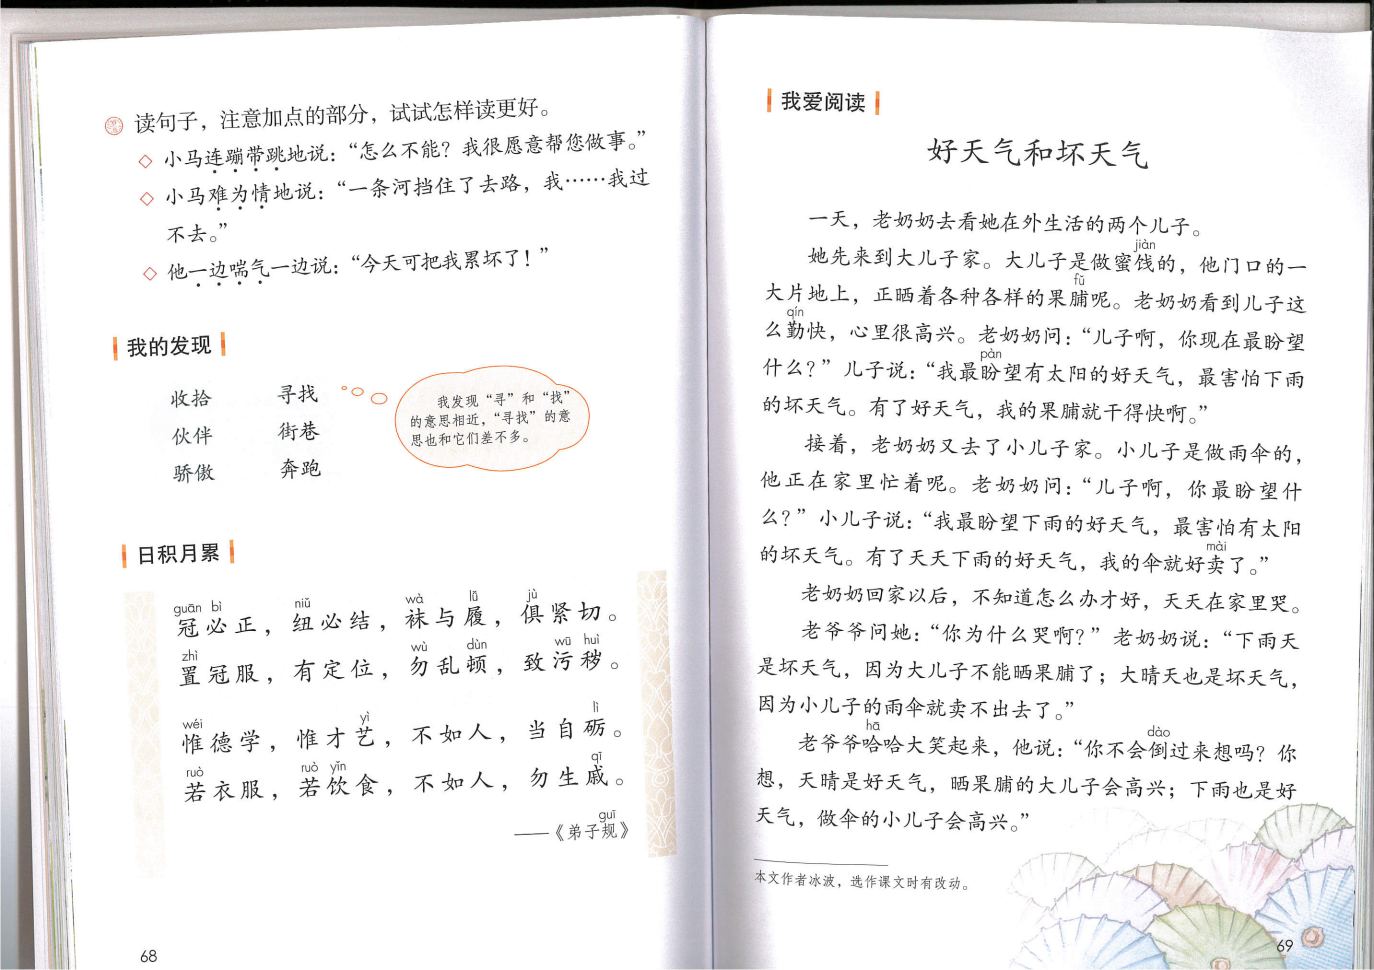 读句子，注意加点的部分，试试怎样读更好。
◇ 小马连蹦带跳地说：“怎么不能？我很愿意帮您做事。”
◇ 小马难为情地说：“一条河挡住了去路，我……我过
不去。”
◇ 他一边喘气一边说：“今天可把我累坏了！”
我的发现
收拾 寻找
伙伴 街巷
骄傲 奔跑
我发现“寻”和“找”
的意思相近，“寻找”的意
思也和它们差不多。
日积月累
guān bì niǔ wà lǚ jù
冠必正，纽必结，袜与履，俱紧切。
zhì wù dùn wū huì
置冠服，有定位，勿乱顿，致污秽。
wéi yì lì
惟德学，惟才艺，不如人，当自砺。
ruò ruò yǐn qī
若衣服，若饮食，不如人，勿生戚。
guī
——《弟子规》
68
我爱阅读
好天气和坏天气
一天，老奶奶去看她在外生活的两个儿子。
jiàn
她先来到大儿子家。大儿子是做蜜饯的，他门口的一
fǔ
大片地上，正晒着各种各样的果脯呢。老奶奶看到儿子这
qín
么勤快，心里很高兴。老奶奶问：“儿子啊，你现在最盼望
pàn
什么？”儿子说：“我最盼望有太阳的好天气，最害怕下雨
的坏天气。有了好天气，我的果脯就干得快啊。”
接着，老奶奶又去了小儿子家。小儿子是做雨伞的，
他正在家里忙着呢。老奶奶问：“儿子啊，你最盼望什
么？”小儿子说：“我最盼望下雨的好天气，最害怕有太阳
mài
的坏天气。有了天天下雨的好天气，我的伞就好卖了。”
老奶奶回家以后，不知道怎么办才好，天天在家里哭。
老爷爷问她：“你为什么哭啊？”老奶奶说：“下雨天
是坏天气，因为大儿子不能晒果脯了；大晴天也是坏天气，
因为小儿子的雨伞就卖不出去了。”
hā dào
老爷爷哈哈大笑起来，他说：“你不会倒过来想吗？你
想，天晴是好天气，晒果脯的大儿子会高兴；下雨也是好
天气，做伞的小儿子会高兴。”
本文作者冰波，选作课文时有改动。
69